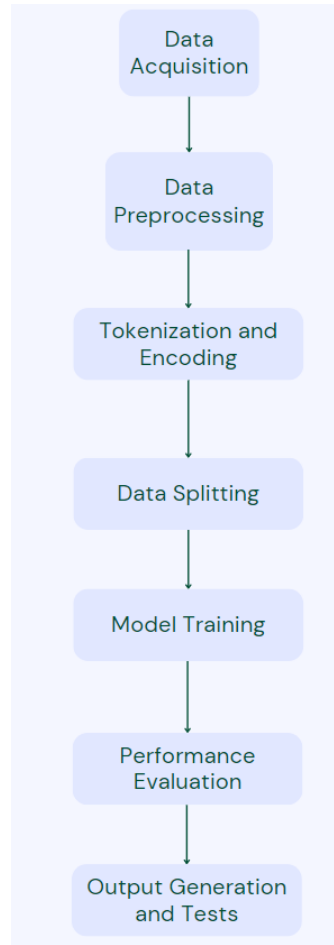 Data
Acquisition
Data
Preprocessing
Tokenization and
Encoding
Data Splitting
Model Training
Performance
Evaluation
Output Generation
and Tests